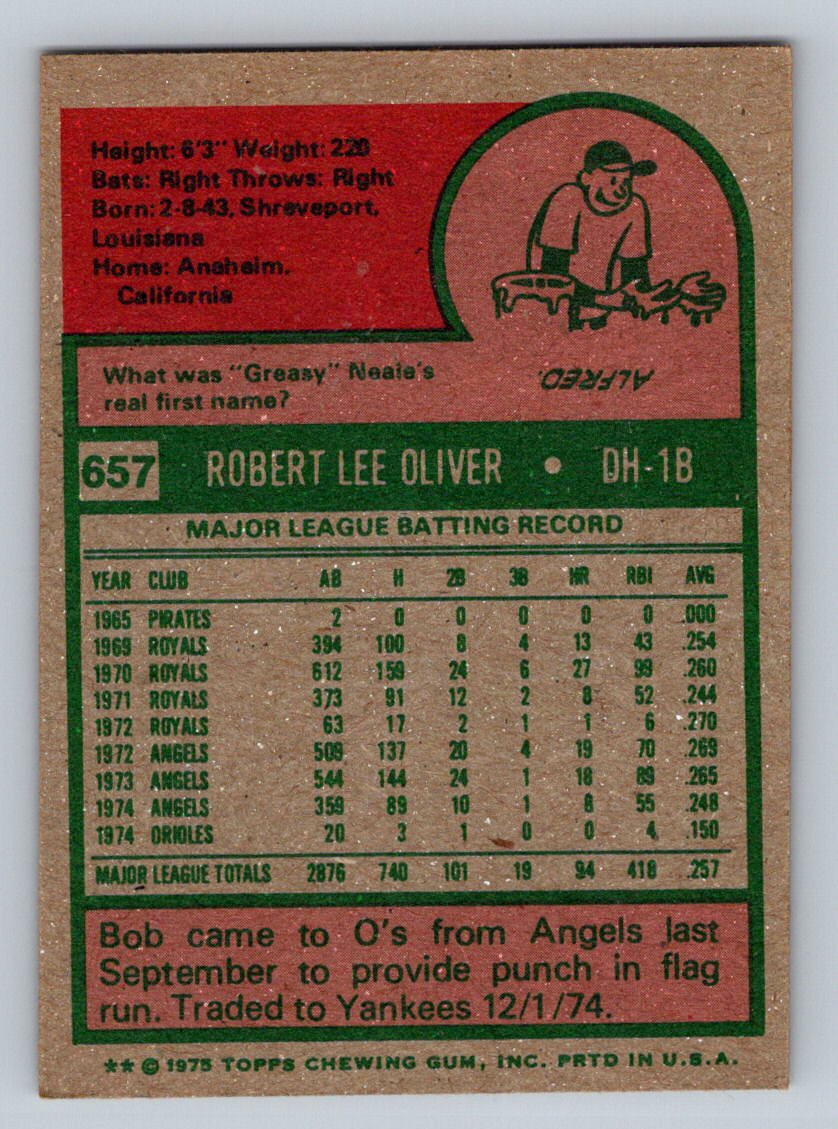 Height: 6'3" Weight: 220
Bats: Right Throws: Right
Born: 2-8-43, Shreveport,
Louisiana
Home: Anaheim,
California
What was "Greasy" Neale's
real first name?
ALFRED.
657 ROBERT LEE OLIVER • DH-1B
MAJOR LEAGUE BATTING RECORD
YEAR CLUB AB H 2B 3B HR RBI AVG
1965 PIRATES 2 0 0 0 0 0 .000
1969 ROYALS 394 100 8 4 13 43 .254
1970 ROYALS 612 159 24 6 27 99 .260
1971 ROYALS 373 91 12 2 8 52 .244
1972 ROYALS 63 17 2 1 1 6 .270
1972 ANGELS 509 137 20 4 19 70 .269
1973 ANGELS 544 144 24 1 18 89 .265
1974 ANGELS 359 89 10 1 8 55 .248
1974 ORIOLES 20 3 1 0 0 4 .150
MAJOR LEAGUE TOTALS 2876 740 101 19 94 418 .257
Bob came to O's from Angels last
September to provide punch in flag
run. Traded to Yankees 12/1/74.
** © 1975 TOPPS CHEWING GUM, INC. PRTD IN U.S.A.